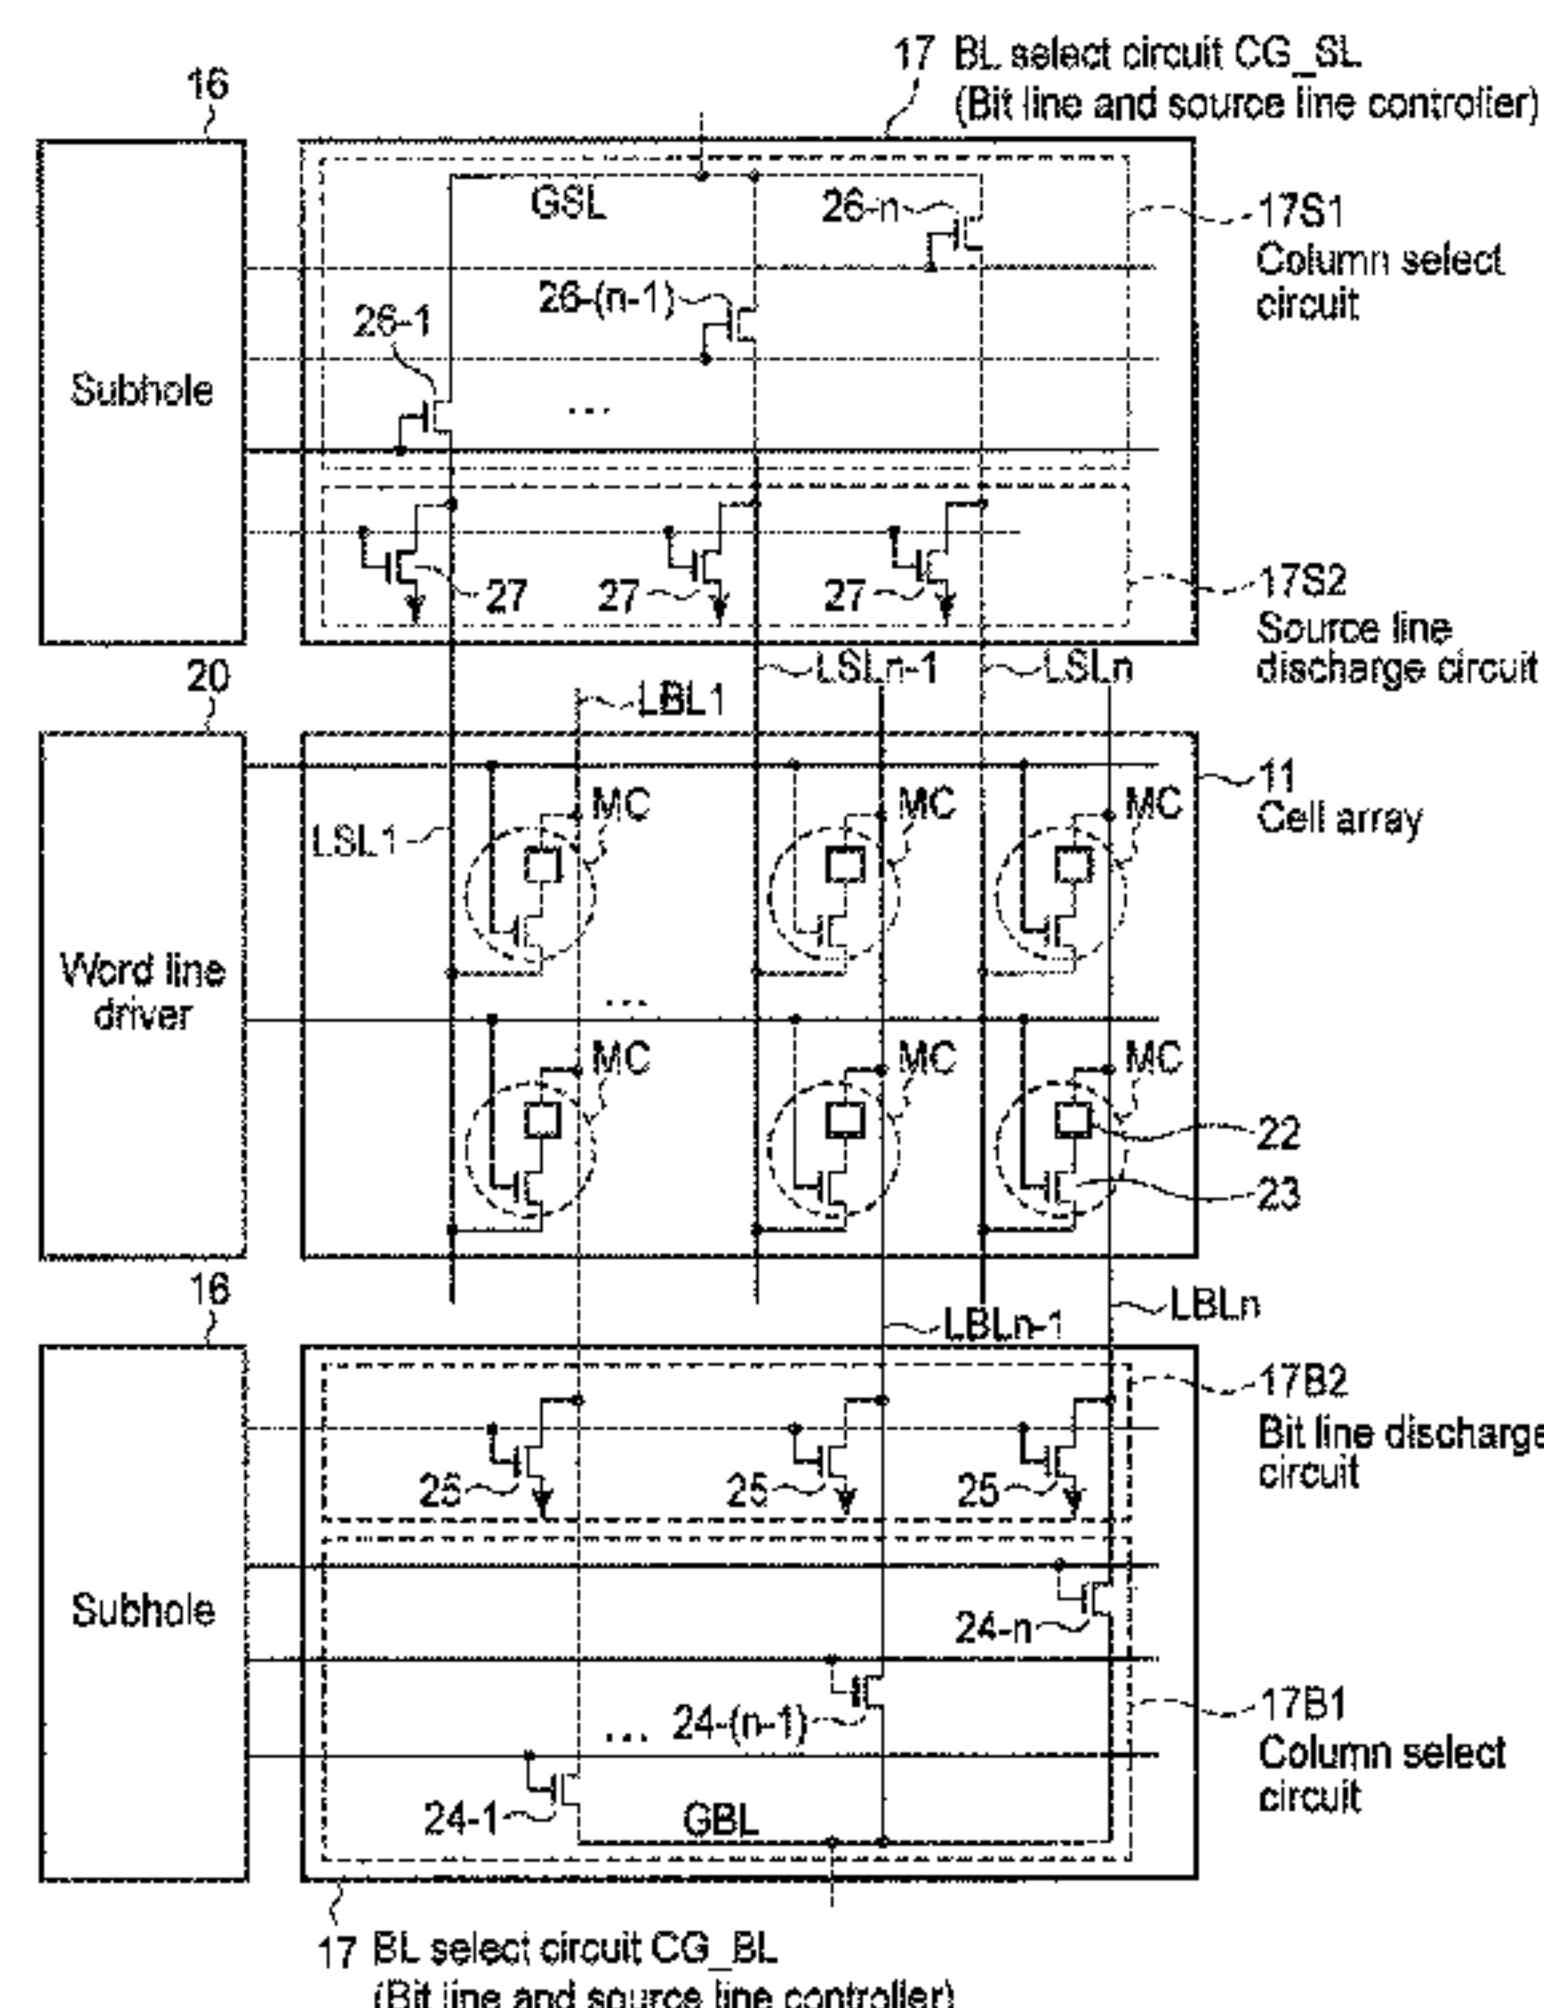 17 BL select circuit CG_SL
(Bit line and source line controller)
16
GSL
26-n
17S1
Column select
circuit
26-(n-1)
26-1
Subhole
...
27
27
27
17S2
Source line
discharge circuit
20
LSLn-1
LSLn
LBL1
11
Cell array
MC
MC
MC
LSL1
Word line
driver
...
MC
MC
MC
22
23
16
LBLn
LBLn-1
17B2
Bit line discharge
circuit
25
25
25
Subhole
24-n
17B1
Column select
circuit
... 24-(n-1)
24-1
GBL
17 BL select circuit CG_BL
(Bit line and source line controller)